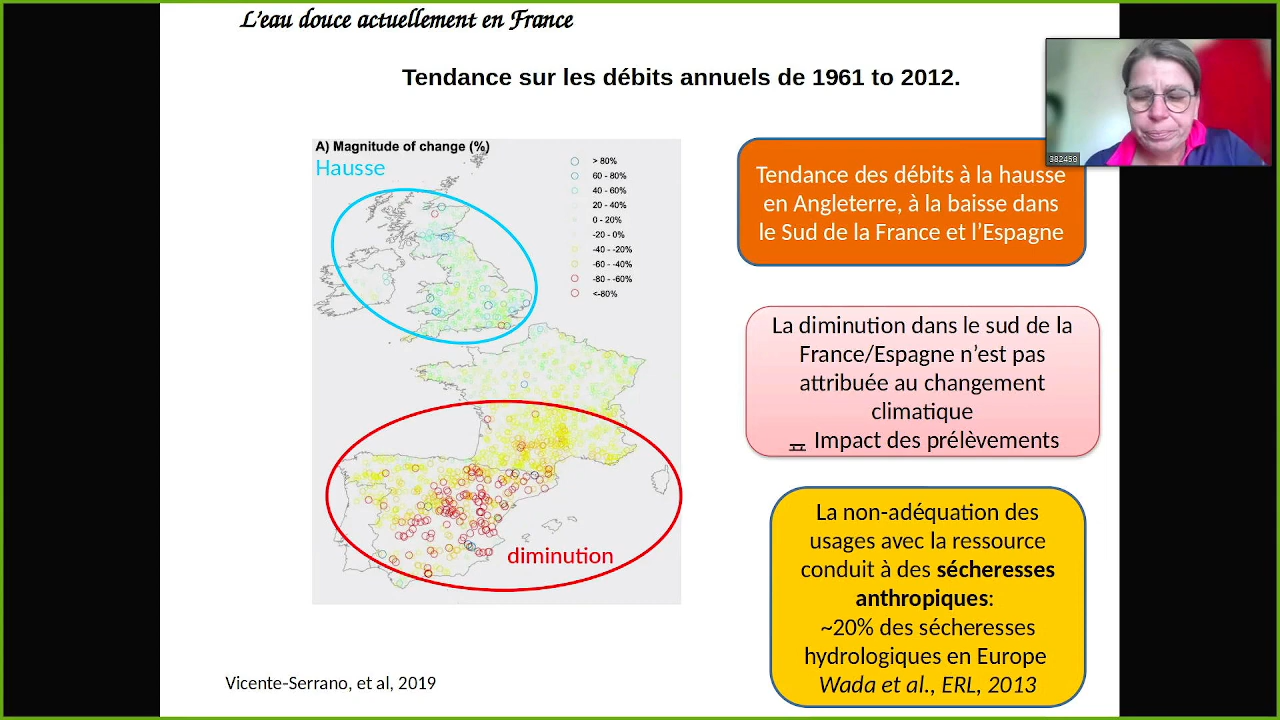 L'eau douce actuellement en France
Tendance sur les débits annuels de 1961 to 2012.
A) Magnitude of change (%)
Hausse
> 80%
60 - 80%
40 - 60%
20 - 40%
0 - 20%
-20 - 0%
-40 - -20%
-60 - -40%
-80 - -60%
<-80%
diminution
Vicente-Serrano, et al, 2019
382458
Tendance des débits à la hausse
en Angleterre, à la baisse dans
le Sud de la France et l'Espagne
La diminution dans le sud de la
France/Espagne n'est pas
attribuée au changement
climatique
Impact des prélèvements
La non-adéquation des
usages avec la ressource
conduit à des sécheresses
anthropiques:
~20% des sécheresses
hydrologiques en Europe
Wada et al., ERL, 2013